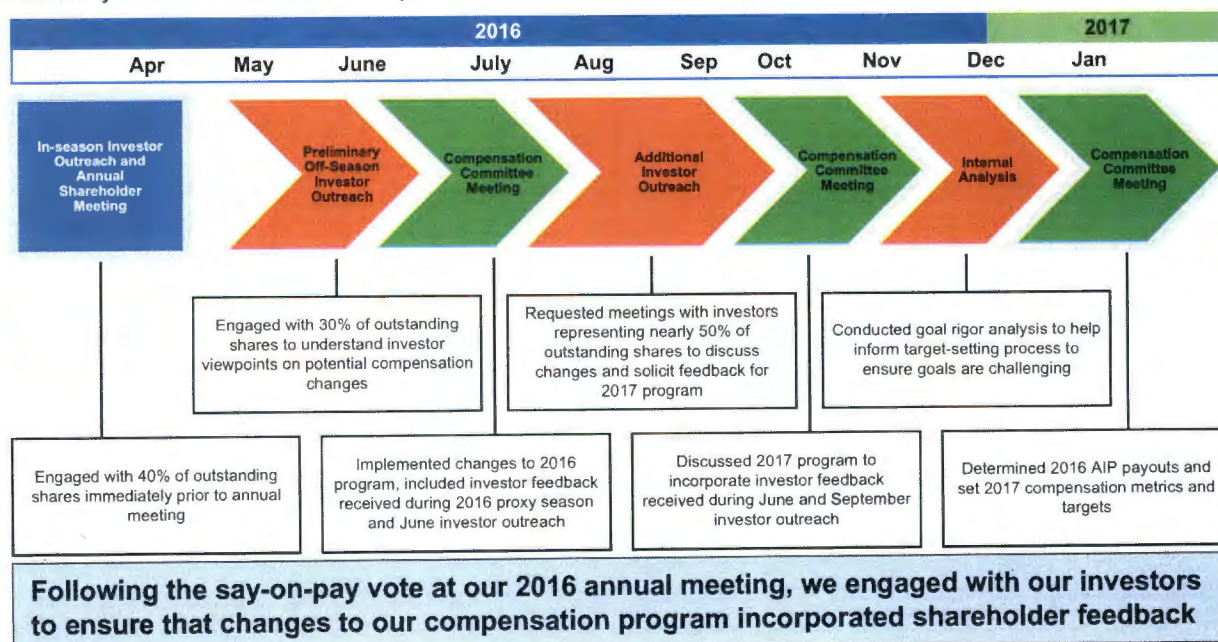 2016
2017
Apr May June July Aug Sep Oct Nov Dec Jan
In-season Investor
Outreach and
Annual
Shareholder
Meeting
Preliminary
Off-Season
Investor
Outreach
Compensation
Committee
Meeting
Additional
Investor
Outreach
Compensation
Committee
Meeting
Internal
Analysis
Compensation
Committee
Meeting
Engaged with 30% of outstanding
shares to understand investor
viewpoints on potential compensation
changes
Requested meetings with investors
representing nearly 50% of
outstanding shares to discuss
changes and solicit feedback for
2017 program
Conducted goal rigor analysis to help
inform target-setting process to
ensure goals are challenging
Engaged with 40% of outstanding
shares immediately prior to annual
meeting
Implemented changes to 2016
program, included investor feedback
received during 2016 proxy season
and June investor outreach
Discussed 2017 program to
incorporate investor feedback
received during June and September
investor outreach
Determined 2016 AIP payouts and
set 2017 compensation metrics and
targets
Following the say-on-pay vote at our 2016 annual meeting, we engaged with our investors
to ensure that changes to our compensation program incorporated shareholder feedback